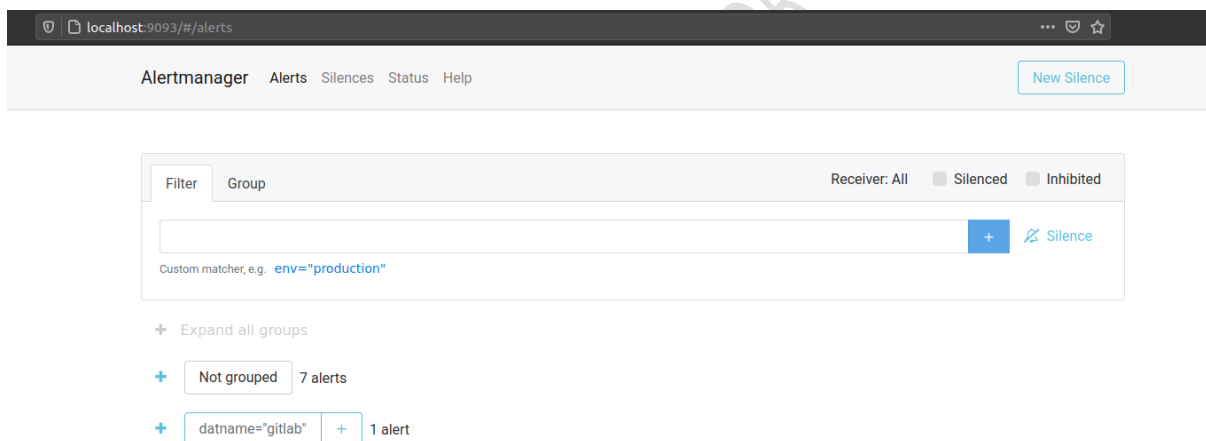 localhost:9093/#/alerts
Alertmanager Alerts Silences Status Help New Silence
Filter Group Receiver: All Silenced Inhibited
+ Silence
Custom matcher, e.g. env="production"
+ Expand all groups
+ Not grouped 7 alerts
+ datname="gitlab" + 1 alert